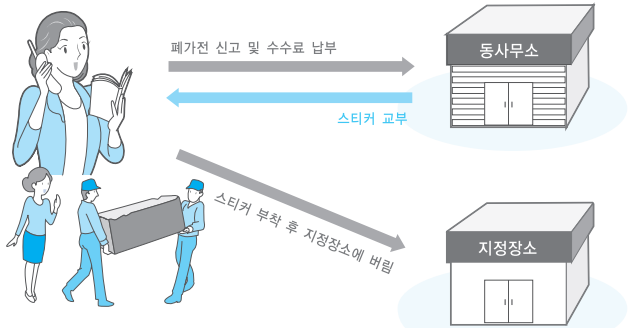 폐가전 신고 및 수수료 납부
동사무소
스티커 교부
스티커 부착 후 지정장소에 버림
지정장소